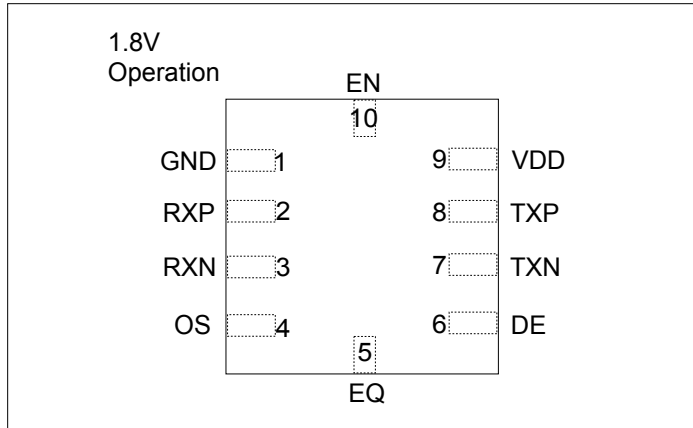 1.8V
Operation
EN
10
GND 1 9 VDD
RXP 2 8 TXP
RXN 3 7 TXN
OS 4 6 DE
5
EQ